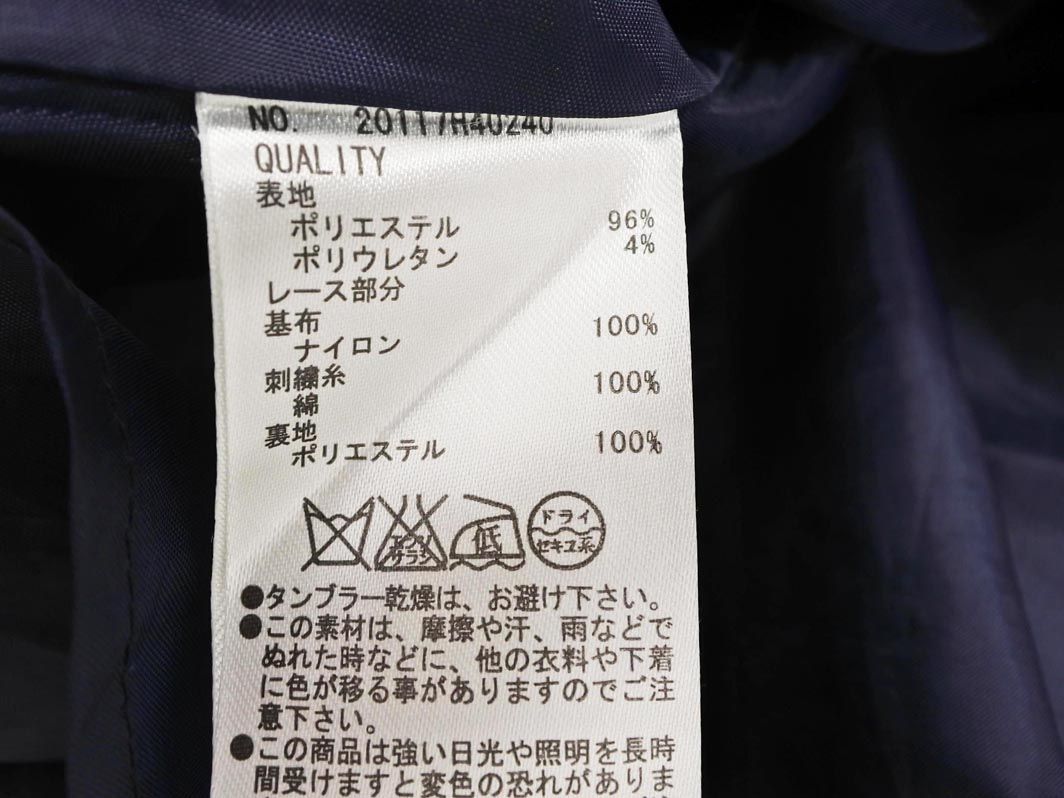 NO. 20117H40240
QUALITY
表地
ポリエステル 96%
ポリウレタン 4%
レース部分
基布
ナイロン 100%
刺繍糸
綿 100%
裏地
ポリエステル 100%
エンソ
サラシ
低
ドライ
セキユ系
●タンブラー乾燥は、お避け下さい。
●この素材は、摩擦や汗、雨などで
ぬれた時などに、他の衣料や下着
に色が移る事がありますのでご注
意下さい。
●この商品は強い日光や照明を長時
間受けますと変色の恐れがありま